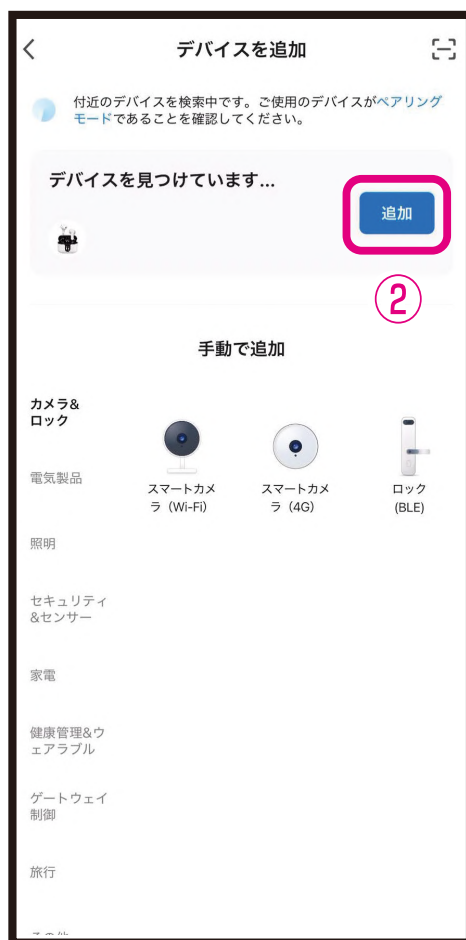 デバイスを追加
付近のデバイスを検索中です。ご使用のデバイスがペアリング
モードであることを確認してください。
デバイスを見つけています...
追加
②
手動で追加
カメラ&
ロック
スマートカメ
ラ（Wi-Fi）
スマートカメ
ラ（4G）
ロック
(BLE)
電気製品
照明
セキュリティ
&センサー
家電
健康管理&ウ
ェアラブル
ゲートウェイ
制御
旅行